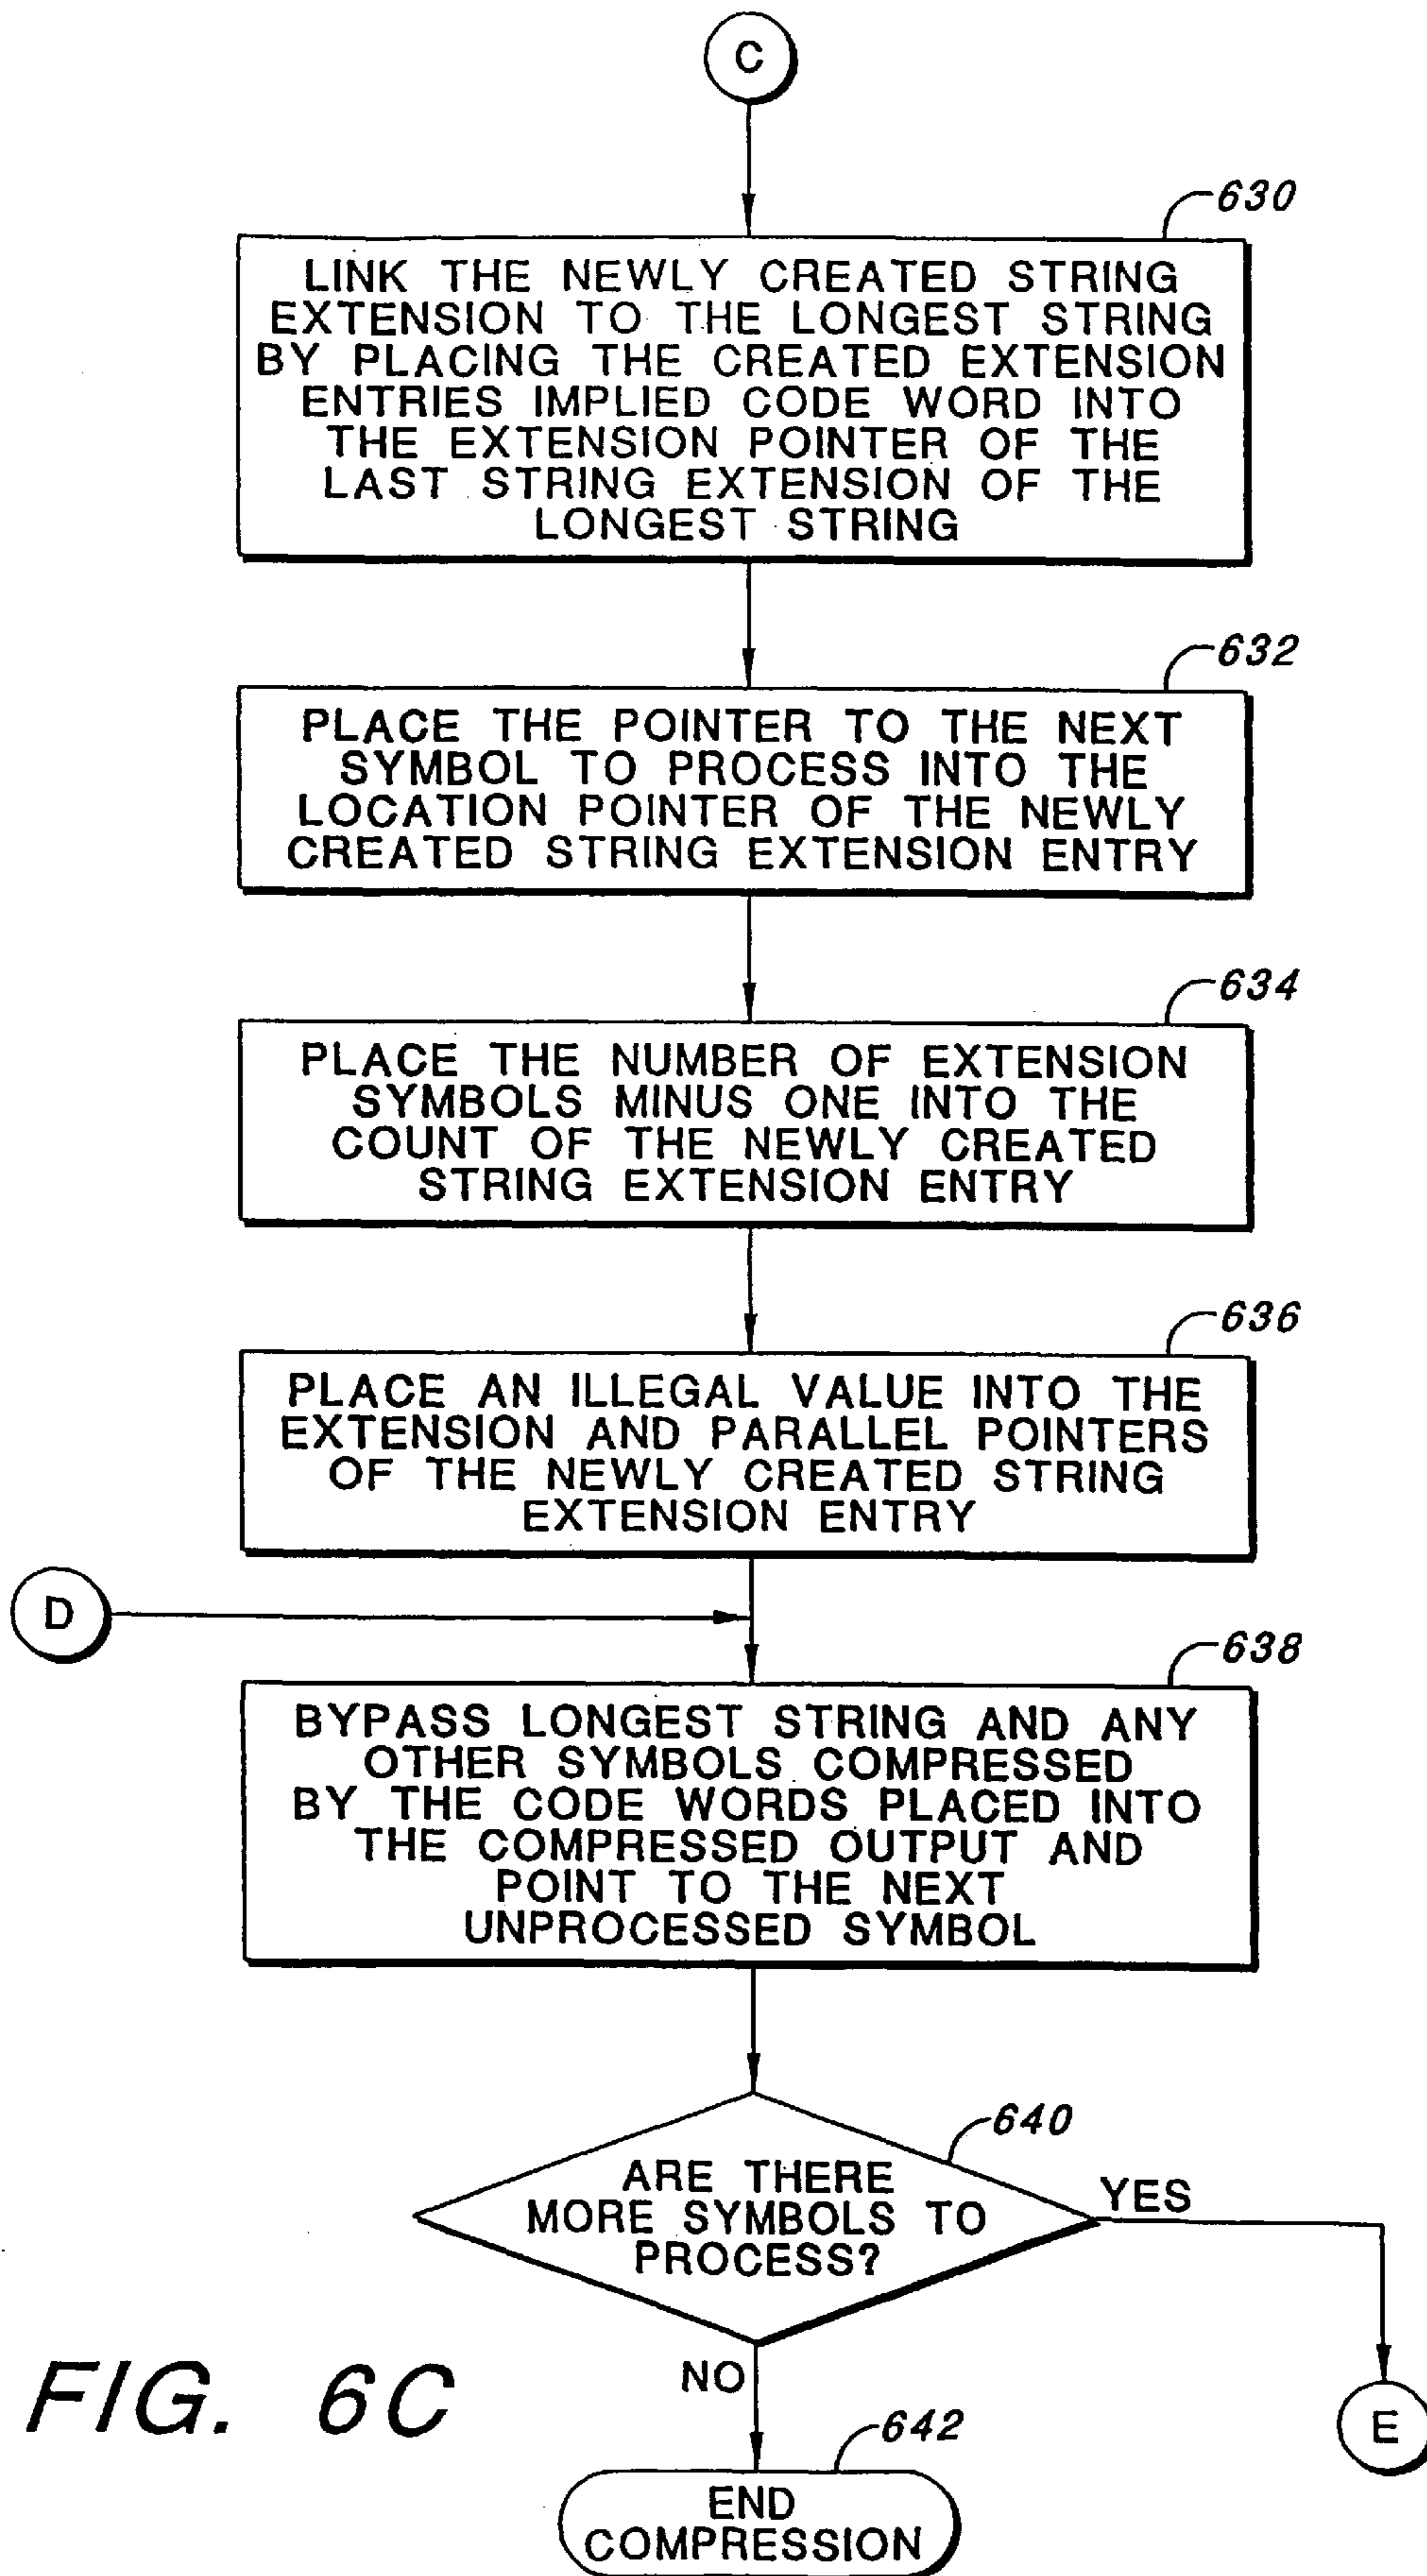 C
630
LINK THE NEWLY CREATED STRING
EXTENSION TO THE LONGEST STRING
BY PLACING THE CREATED EXTENSION
ENTRIES IMPLIED CODE WORD INTO
THE EXTENSION POINTER OF THE
LAST STRING EXTENSION OF THE
LONGEST STRING
632
PLACE THE POINTER TO THE NEXT
SYMBOL TO PROCESS INTO THE
LOCATION POINTER OF THE NEWLY
CREATED STRING EXTENSION ENTRY
634
PLACE THE NUMBER OF EXTENSION
SYMBOLS MINUS ONE INTO THE
COUNT OF THE NEWLY CREATED
STRING EXTENSION ENTRY
636
PLACE AN ILLEGAL VALUE INTO THE
EXTENSION AND PARALLEL POINTERS
OF THE NEWLY CREATED STRING
EXTENSION ENTRY
D
638
BYPASS LONGEST STRING AND ANY
OTHER SYMBOLS COMPRESSED
BY THE CODE WORDS PLACED INTO
THE COMPRESSED OUTPUT AND
POINT TO THE NEXT
UNPROCESSED SYMBOL
640
ARE THERE
MORE SYMBOLS TO
PROCESS?
YES
NO
E
FIG. 6C
642
END
COMPRESSION